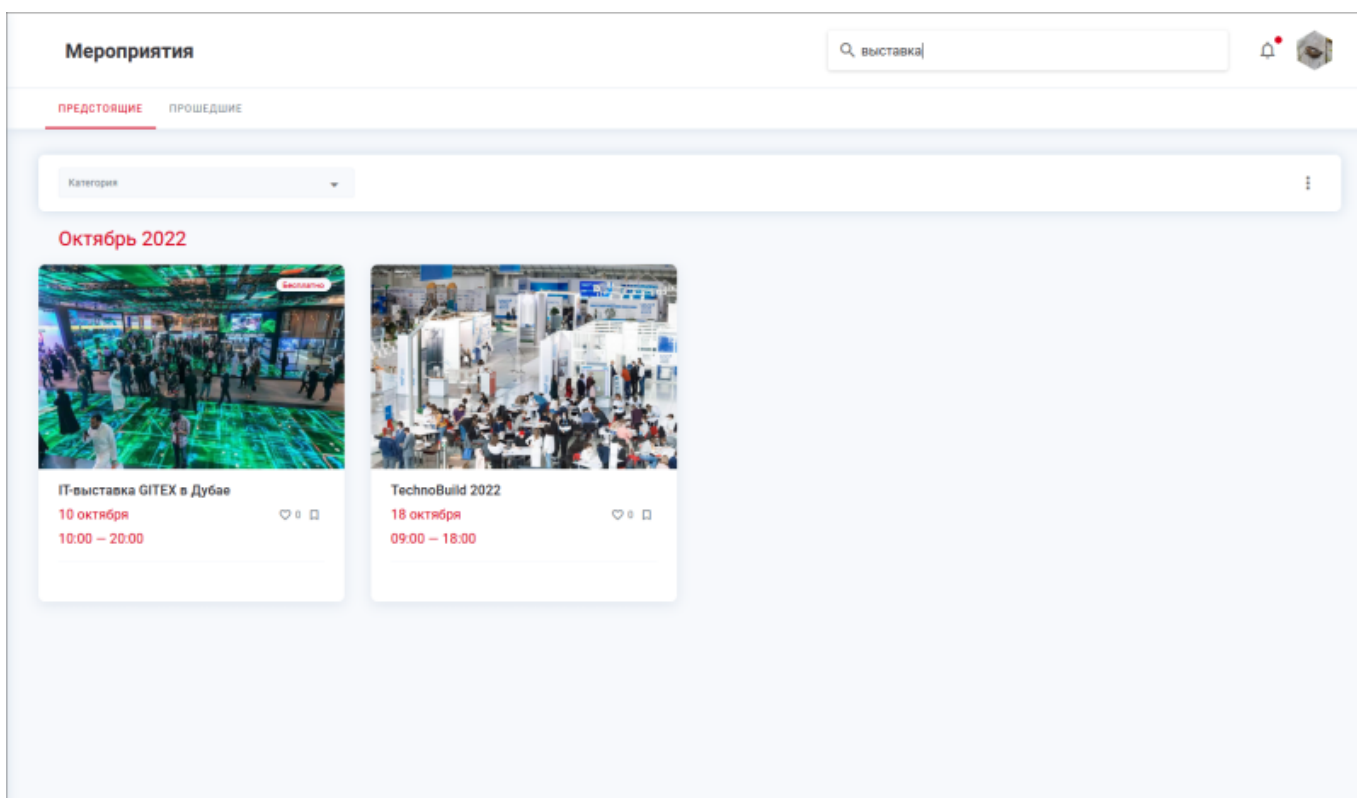 Мероприятия
выставка
ПРЕДСТОЯЩИЕ ПРОШЕДШИЕ
Категория
Октябрь 2022
Бесплатно
IT-выставка GITEX в Дубае
10 октября 0
10:00 — 20:00
TechnoBuild 2022
18 октября 0
09:00 — 18:00